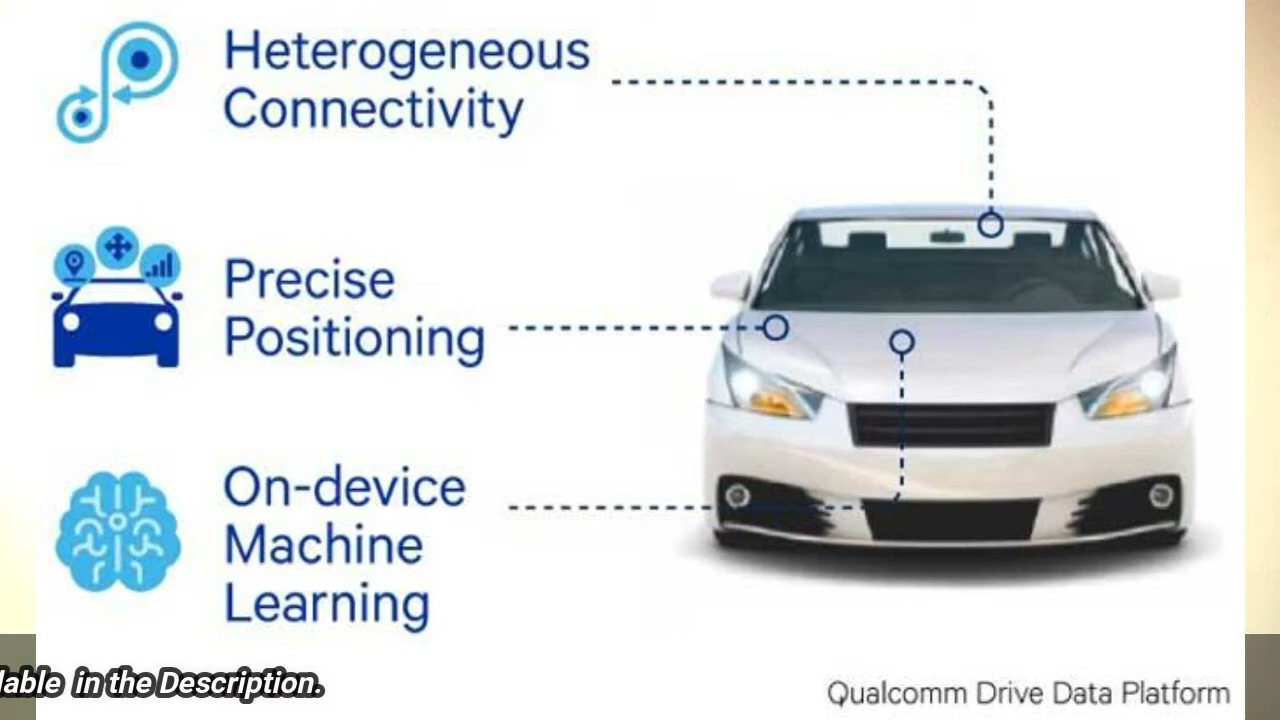 Heterogeneous
Connectivity
Precise
Positioning
On-device
Machine
Learning
in the Description.
Qualcomm Drive Data Platform